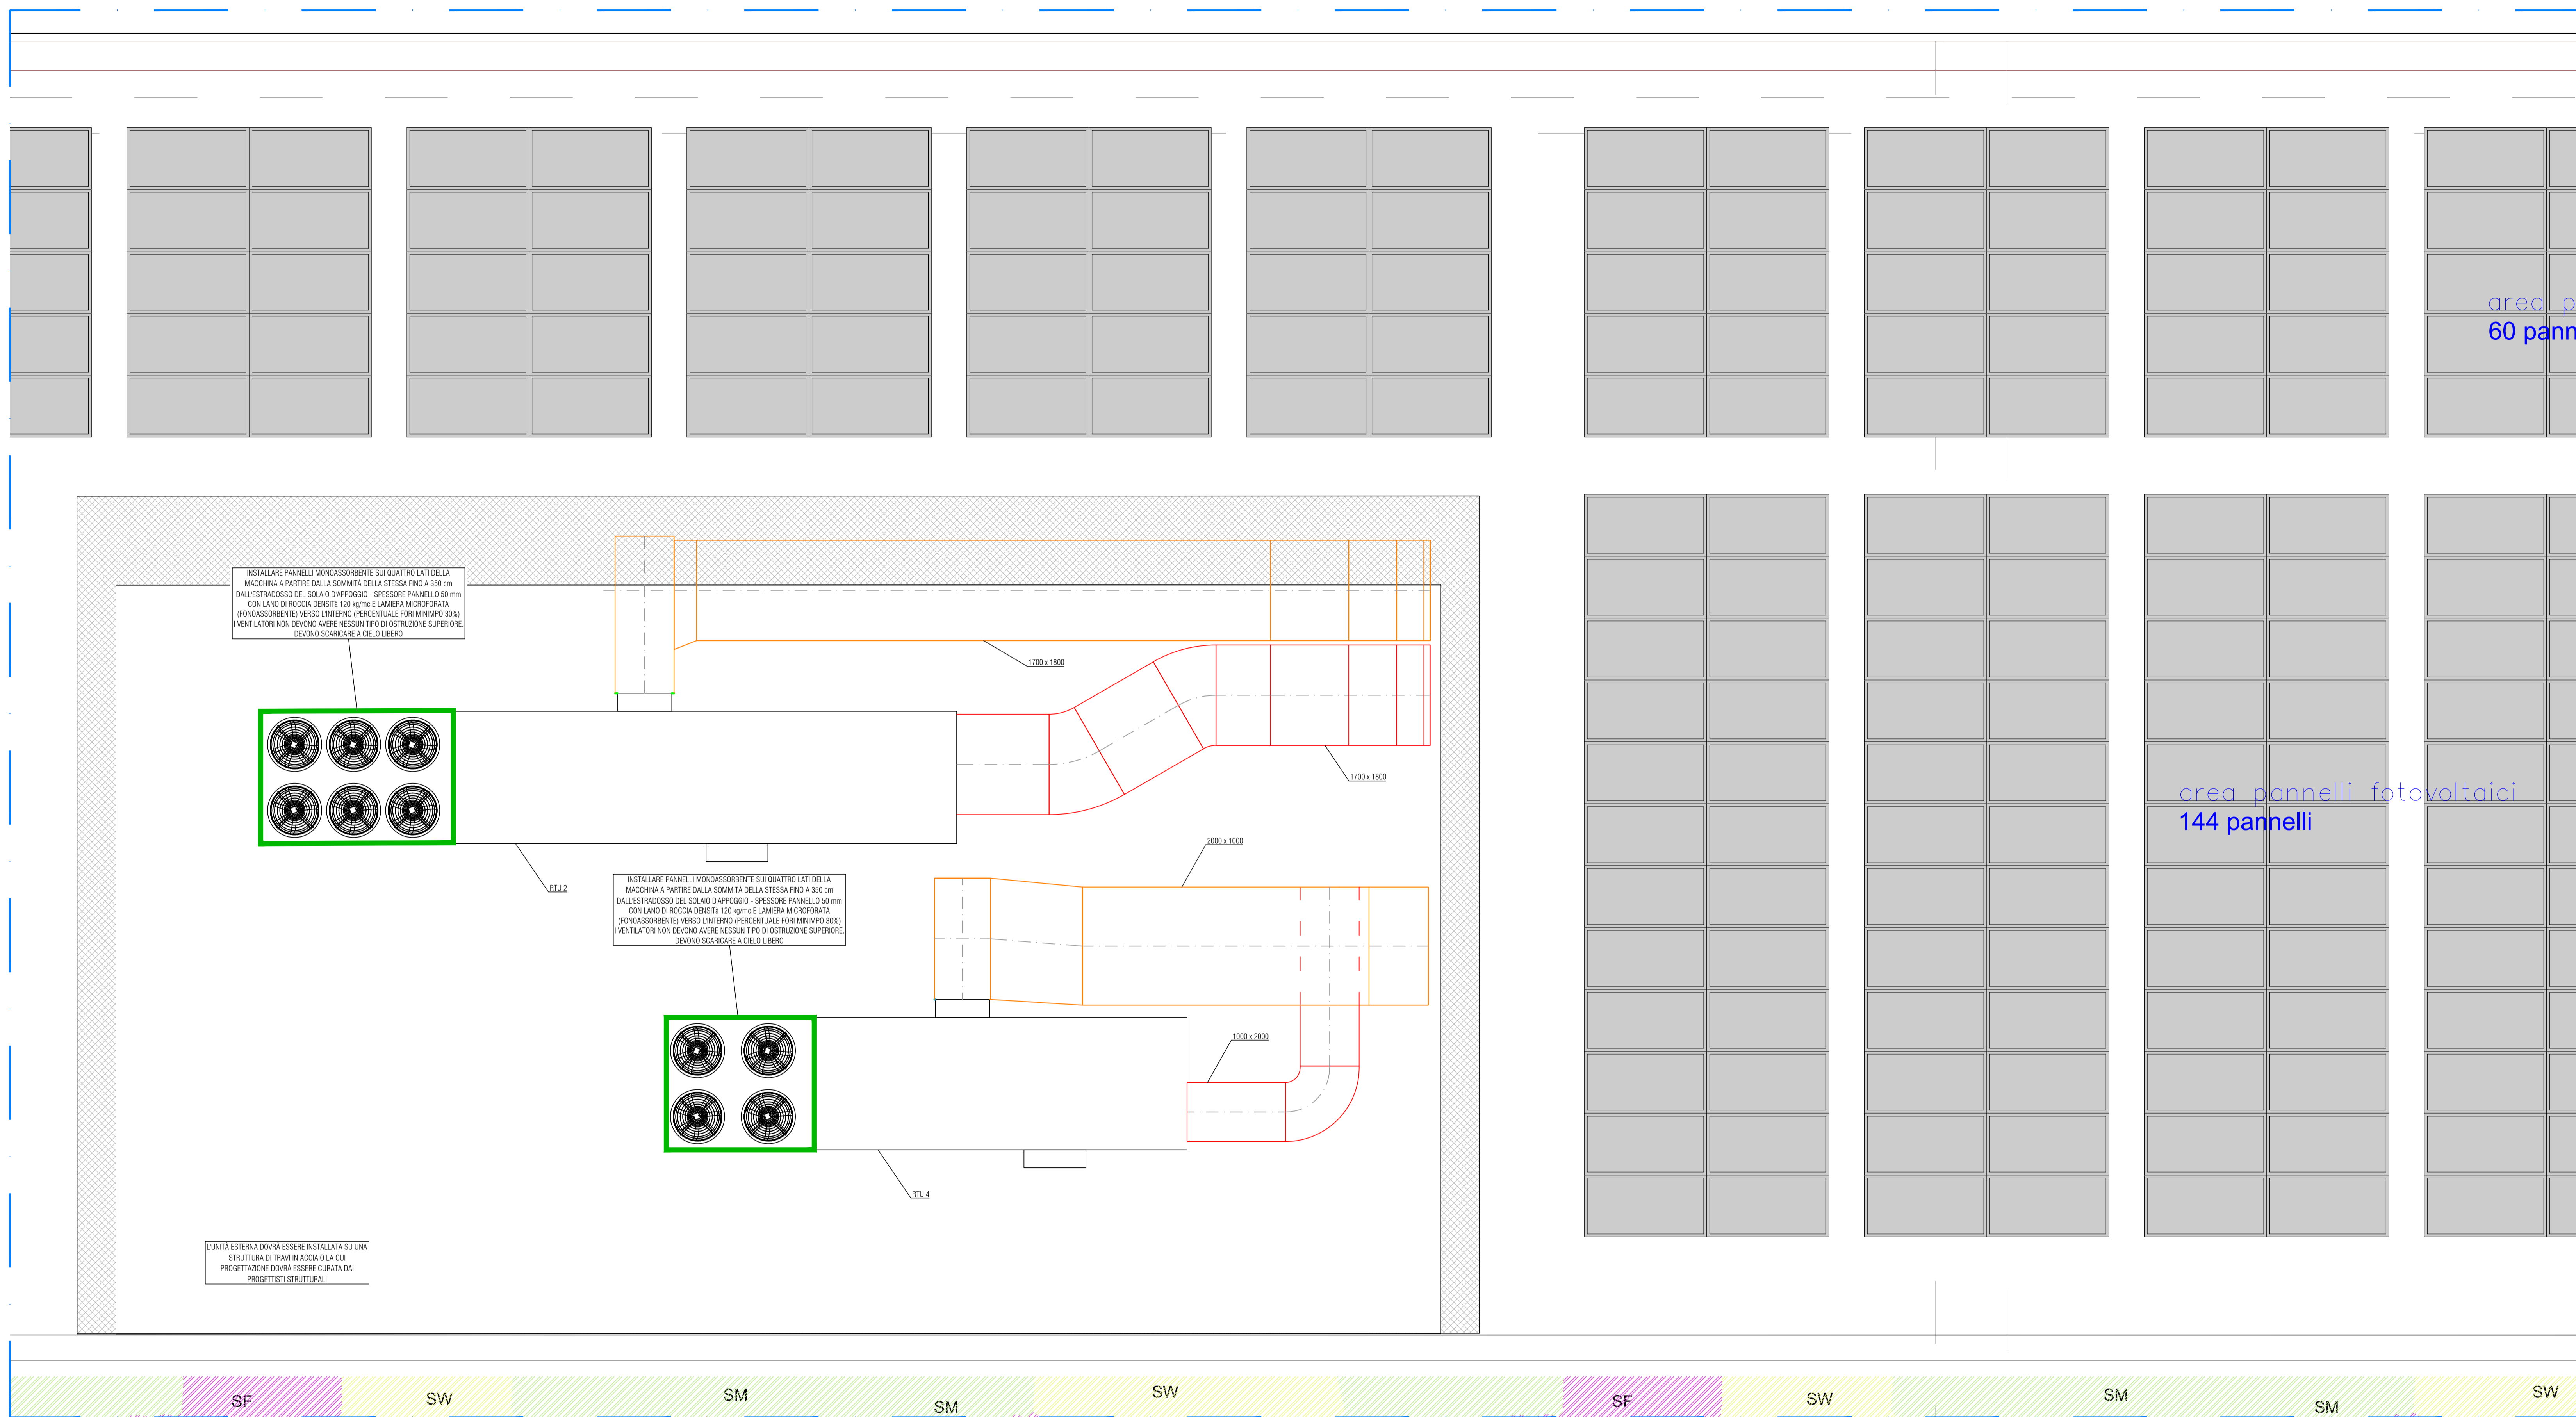 area p
60 pann
INSTALLARE PANNELLI MONOASSORBENTE SUI QUATTRO LATI DELLA
MACCHINA A PARTIRE DALLA SOMMITÀ DELLA STESSA FINO A 350 cm
DALL'ESTRADOSSO DEL SOLAIO D'APPOGGIO - SPESSORE PANNELLO 50 mm
CON LANO DI ROCCIA DENSITà 120 kg/mc E LAMIERA MICROFORATA
(FONOASSORBENTE) VERSO L'INTERNO (PERCENTUALE FORI MINIMPO 30%)
I VENTILATORI NON DEVONO AVERE NESSUN TIPO DI OSTRUZIONE SUPERIORE.
DEVONO SCARICARE A CIELO LIBERO
1700 x 1800
1700 x 1800
area pannelli fotovoltaici
144 pannelli
2000 x 1000
RTU 2
INSTALLARE PANNELLI MONOASSORBENTE SUI QUATTRO LATI DELLA
MACCHINA A PARTIRE DALLA SOMMITÀ DELLA STESSA FINO A 350 cm
DALL'ESTRADOSSO DEL SOLAIO D'APPOGGIO - SPESSORE PANNELLO 50 mm
CON LANO DI ROCCIA DENSITà 120 kg/mc E LAMIERA MICROFORATA
(FONOASSORBENTE) VERSO L'INTERNO (PERCENTUALE FORI MINIMPO 30%)
I VENTILATORI NON DEVONO AVERE NESSUN TIPO DI OSTRUZIONE SUPERIORE.
DEVONO SCARICARE A CIELO LIBERO
1000 x 2000
RTU 4
L'UNITÀ ESTERNA DOVRÀ ESSERE INSTALLATA SU UNA
STRUTTURA DI TRAVI IN ACCIAIO LA CUI
PROGETTAZIONE DOVRÀ ESSERE CURATA DAI
PROGETTISTI STRUTTURALI
SF
SW
SM
SM
SW
SF
SW
SM
SM
SW